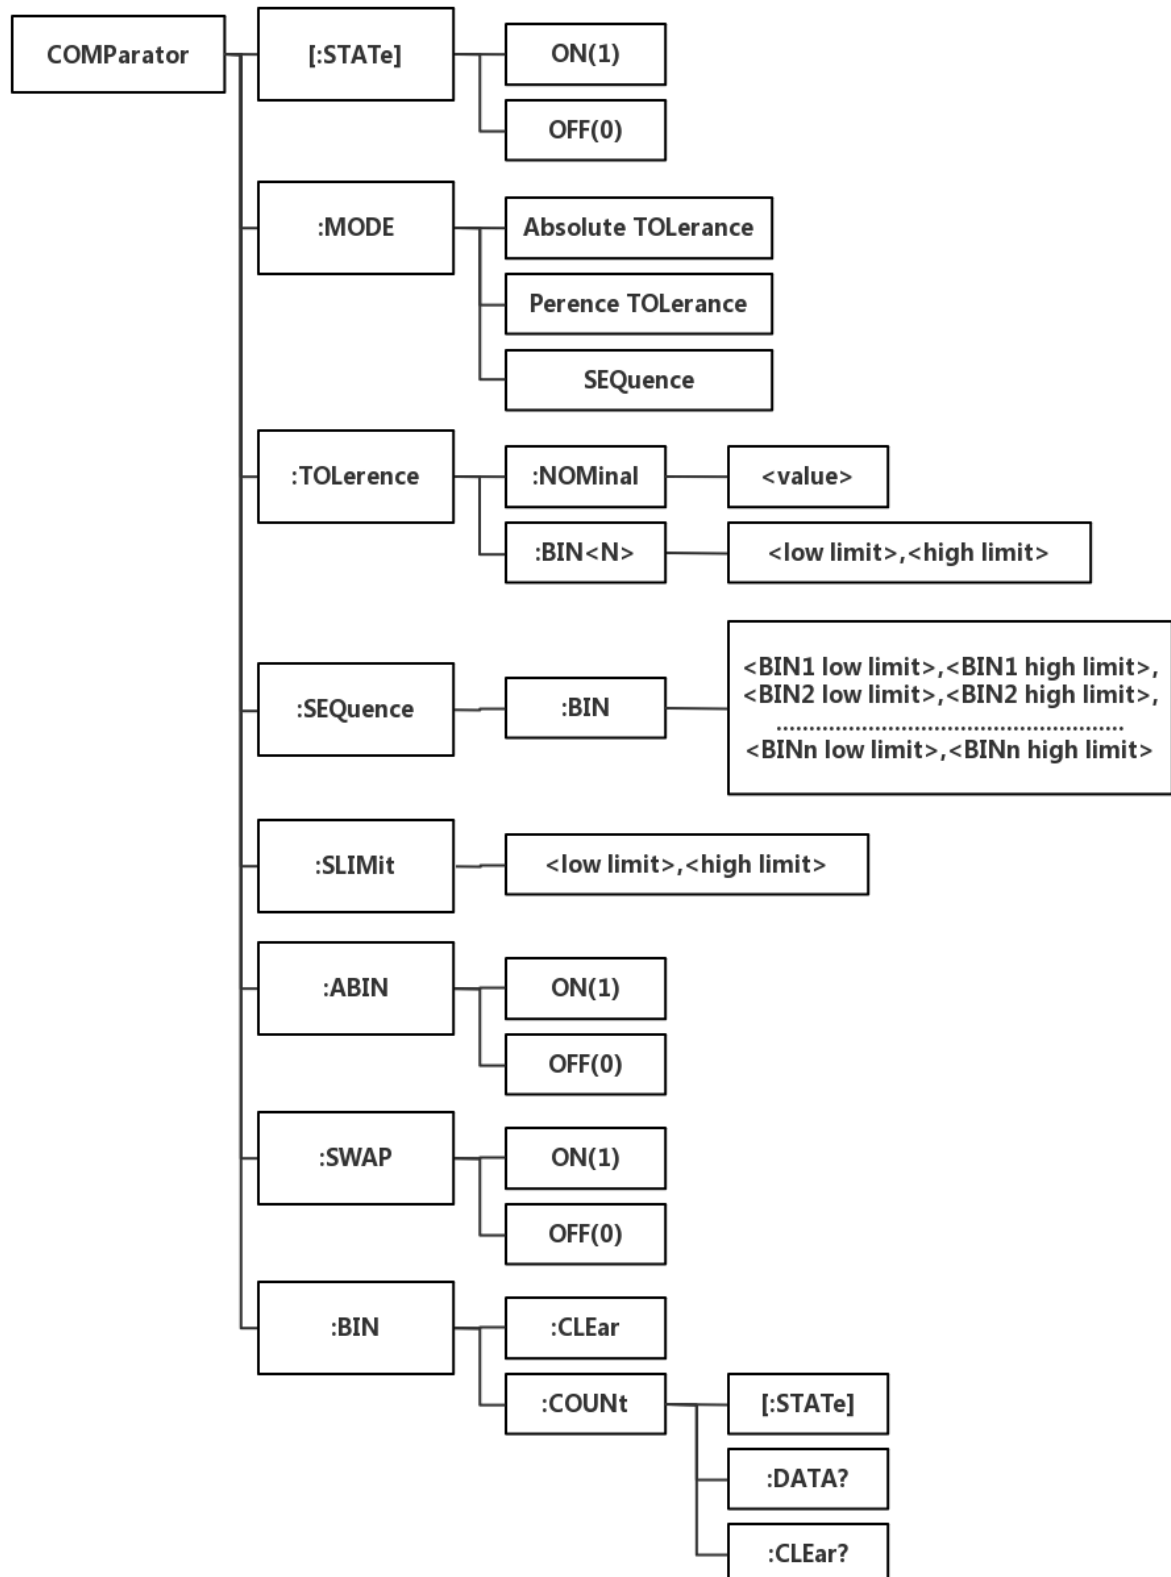 COMParator
[:STATe]
ON(1)
OFF(0)
:MODE
Absolute TOLerance
Perence TOLerance
SEQuence
:TOLerence
:NOMinal
<value>
:BIN<N>
<low limit>,<high limit>
:SEQuence
:BIN
<BIN1 low limit>,<BIN1 high limit>,
<BIN2 low limit>,<BIN2 high limit>,
.....................................................
<BINn low limit>,<BINn high limit>
:SLIMit
<low limit>,<high limit>
:ABIN
ON(1)
OFF(0)
:SWAP
ON(1)
OFF(0)
:BIN
:CLEar
:COUNt
[:STATe]
:DATA?
:CLEar?